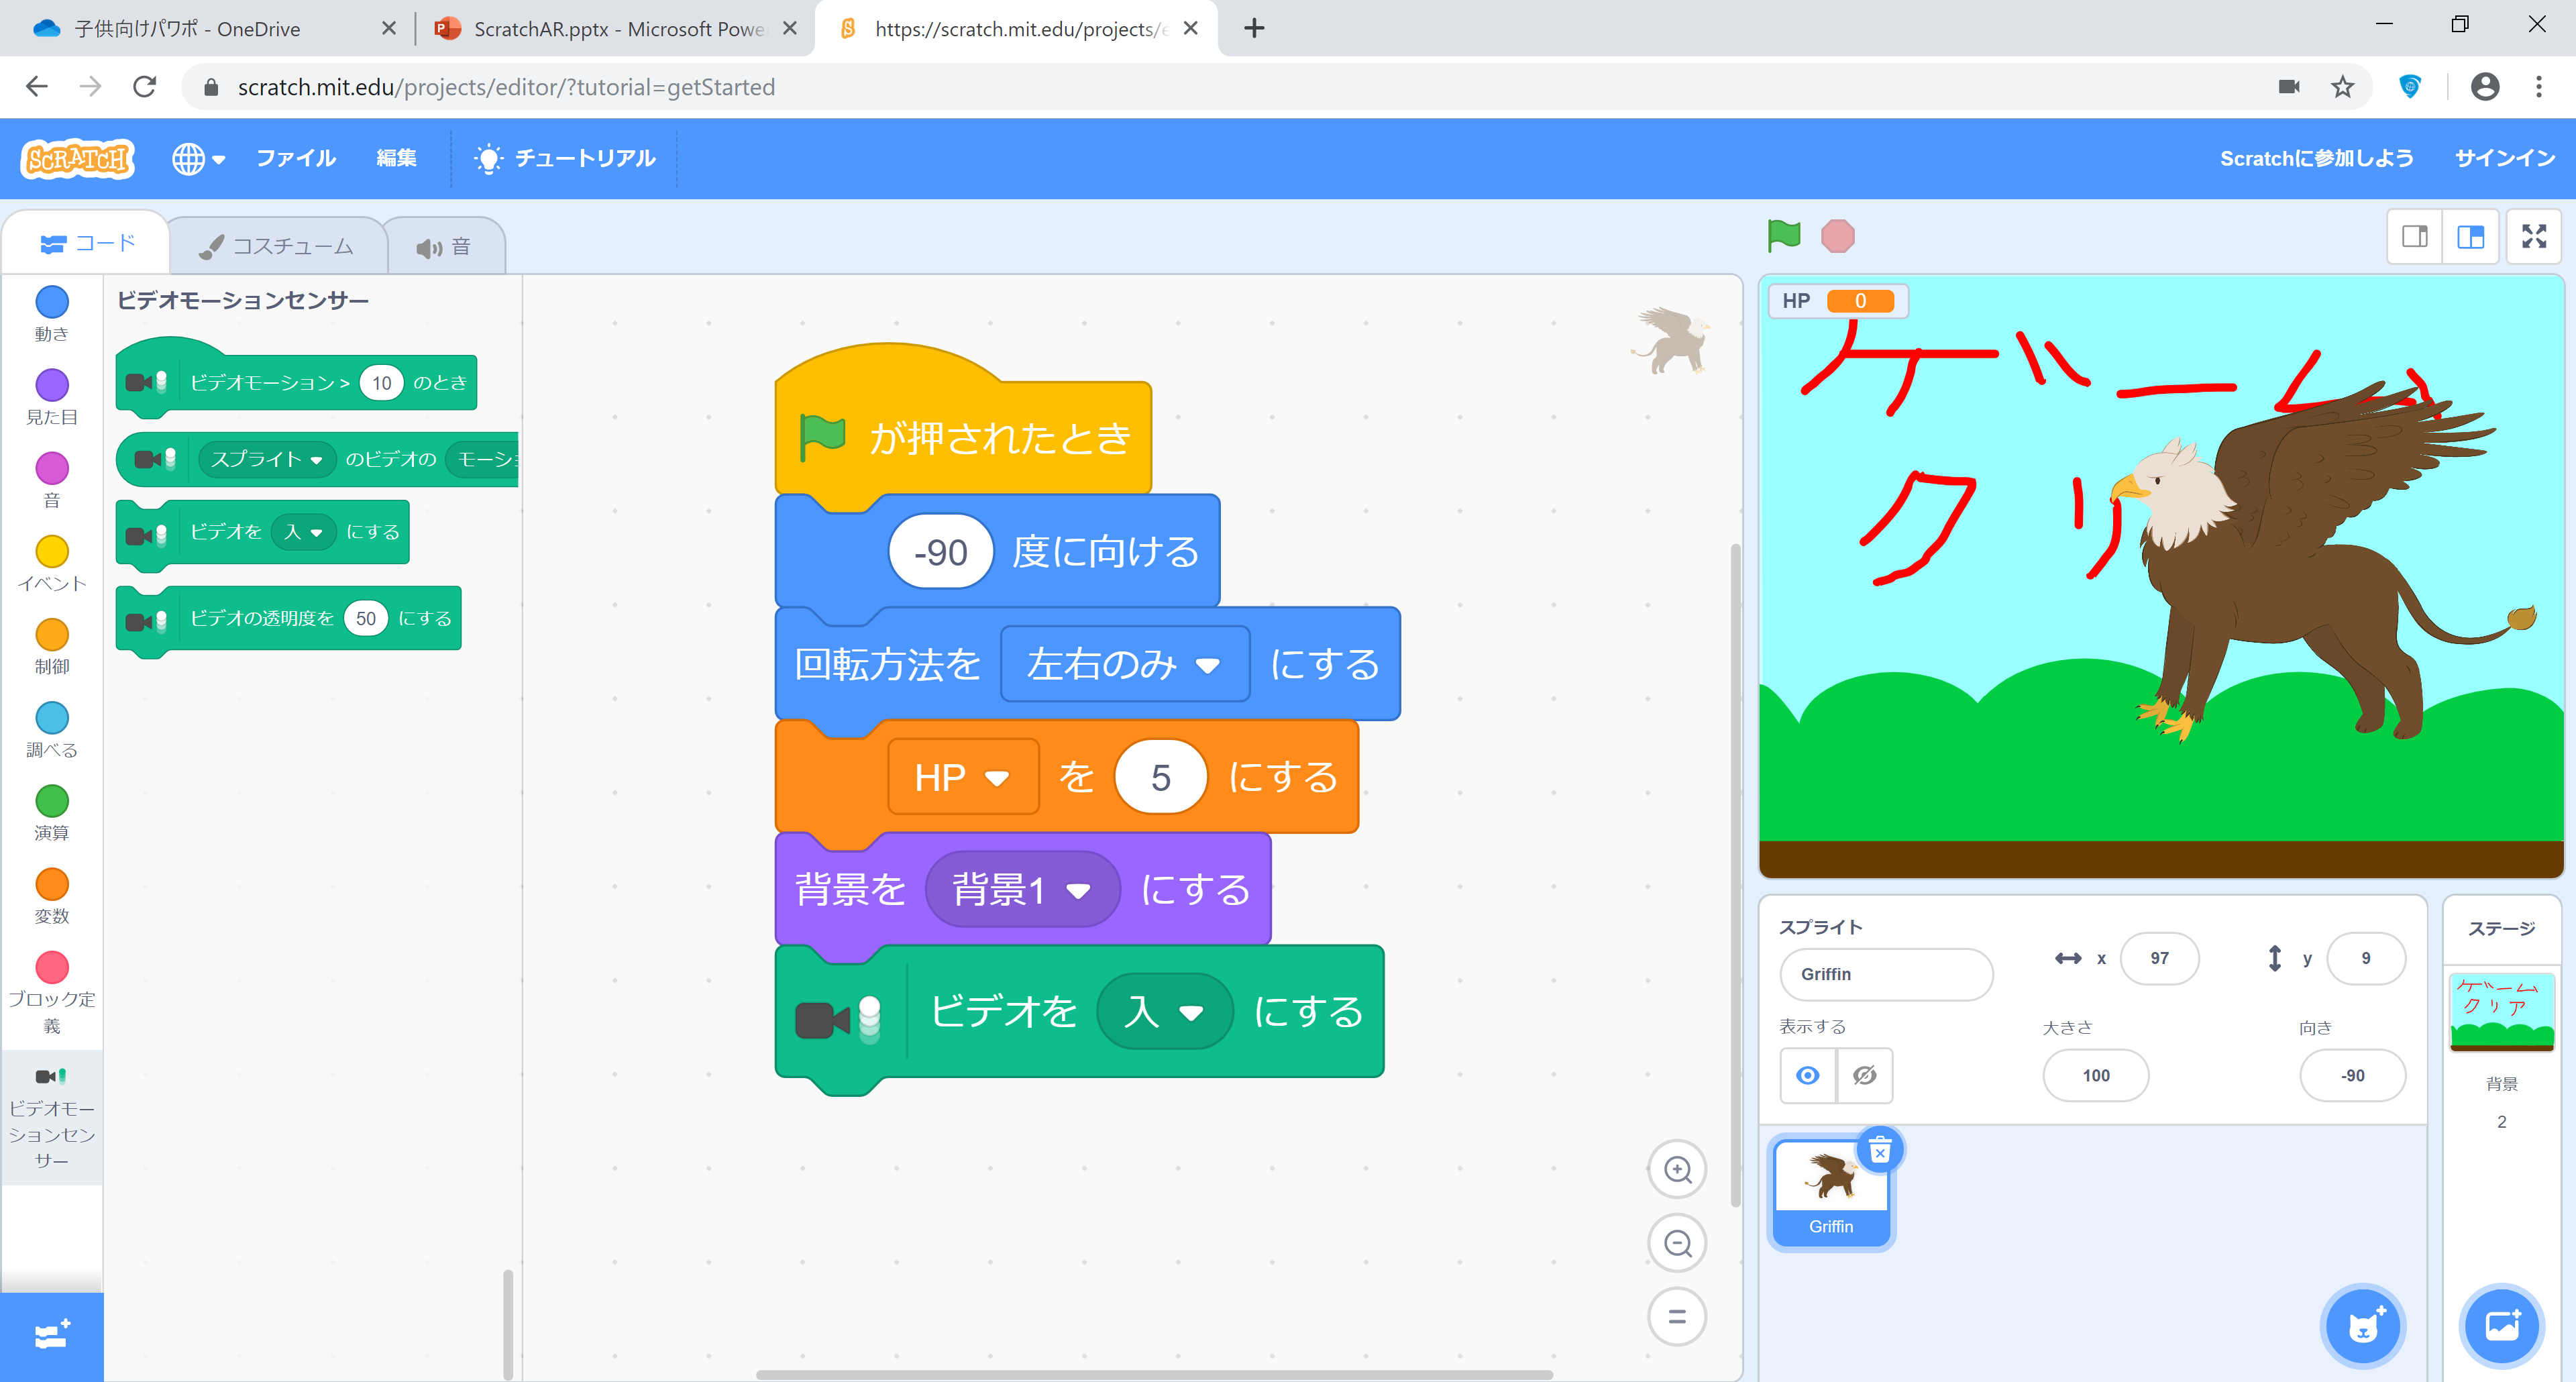 子供向けパワポ - OneDrive
ScratchAR.pptx - Microsoft Powe
https://scratch.mit.edu/projects/e
scratch.mit.edu/projects/editor/?tutorial=getStarted
SCRATCH
ファイル
編集
チュートリアル
Scratchに参加しよう
サインイン
コード
コスチューム
音
動き
見た目
音
イベント
制御
調べる
演算
変数
ブロック定
義
ビデオモー
ションセン
サー
ビデオモーションセンサー
ビデオモーション > 10 のとき
スプライト のビデオの モーショ
ビデオを 入 にする
ビデオの透明度を 50 にする
が押されたとき
-90 度に向ける
回転方法を 左右のみ にする
HP を 5 にする
背景を 背景1 にする
ビデオを 入 にする
HP 0
ゲーム
クリ
スプライト
Griffin
x 97
y 9
表示する
大きさ
向き
100
-90
Griffin
ステージ
ゲーム
クリア
背景
2